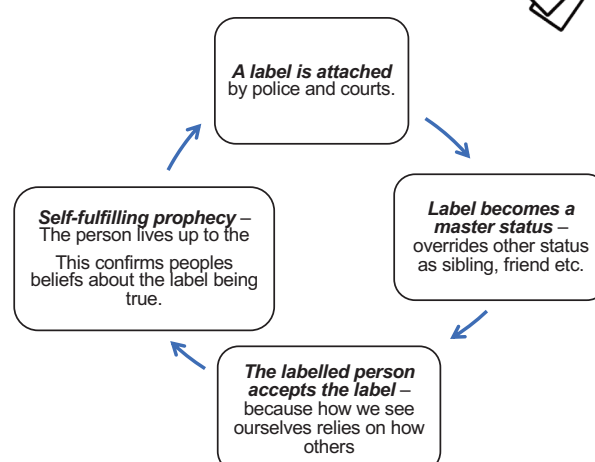 A label is attached
by police and courts.
Label becomes a
master status –
overrides other status
as sibling, friend etc.
The labelled person
accepts the label –
because how we see
ourselves relies on how
others
Self-fulfilling prophecy –
The person lives up to the
This confirms peoples
beliefs about the label being
true.